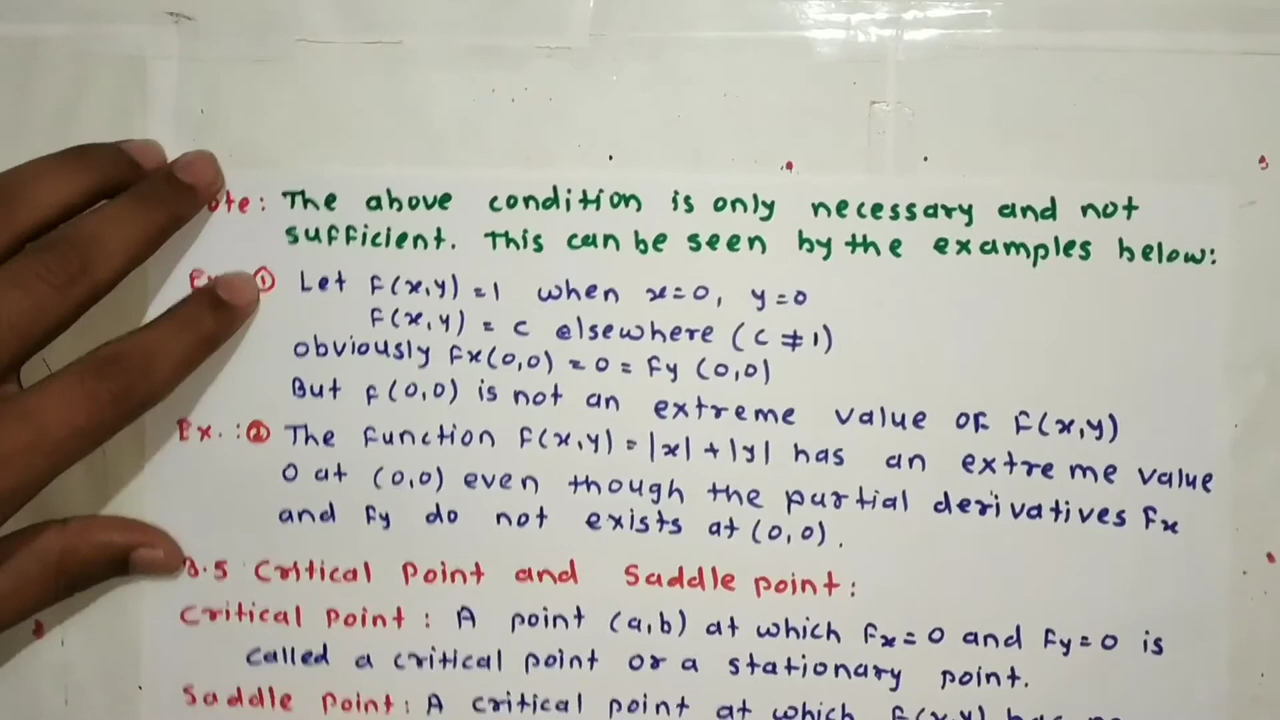 ote: The above condition is only necessary and not
sufficient. This can be seen by the examples below:
① Let f(x,y) = 1 when x=0, y=0
f(x,y) = c elsewhere (c ≠ 1)
obviously fx(0,0) = 0 = fy (0,0)
But f(0,0) is not an extreme value of f(x,y)
Ex. : ② The function f(x,y) = |x| + |y| has an extreme value
0 at (0,0) even though the partial derivatives fx
and fy do not exists at (0,0).
3.5 Critical Point and Saddle point:
Critical point : A point (a,b) at which fx=0 and fy=0 is
called a critical point or a stationary point.
Saddle point: A critical point at which f(x,y) has